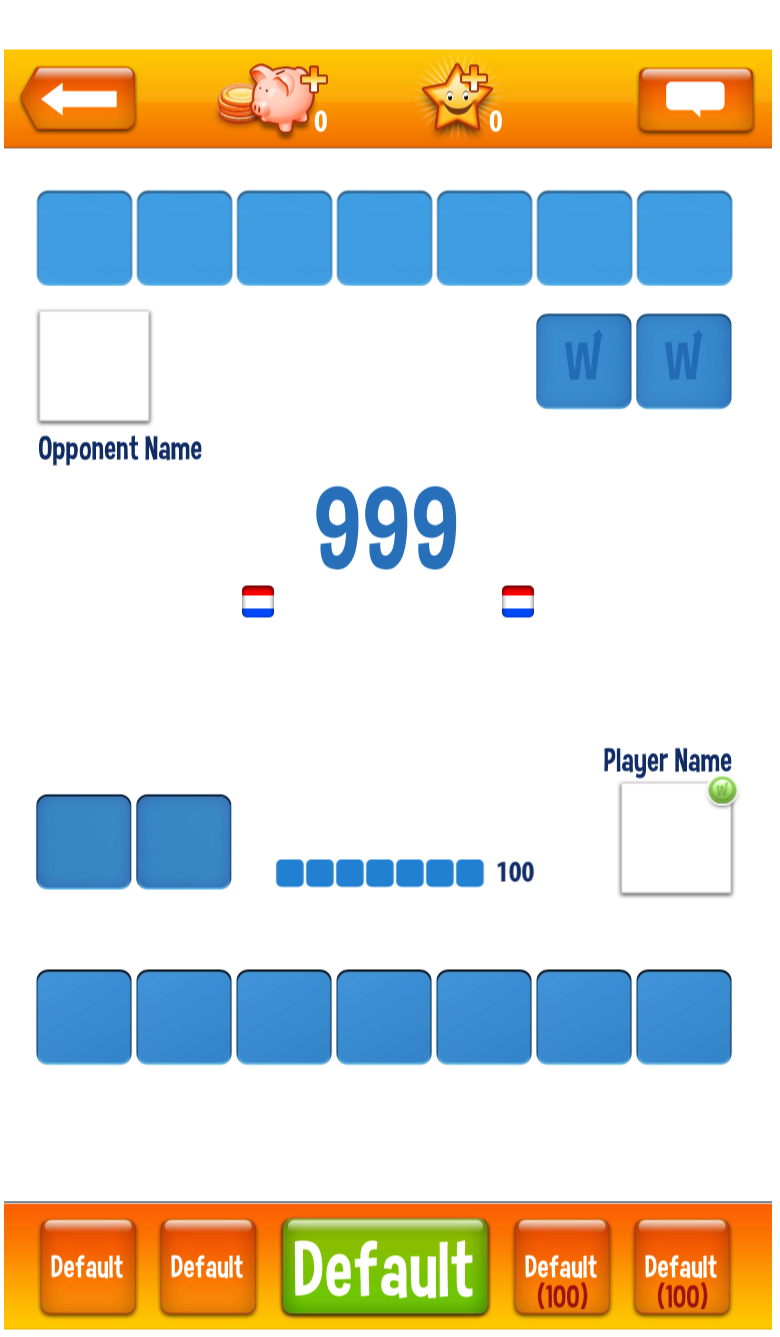 0
0
W W
Opponent Name
999
Player Name
W
100
Default
Default
Default
Default
(100)
Default
(100)